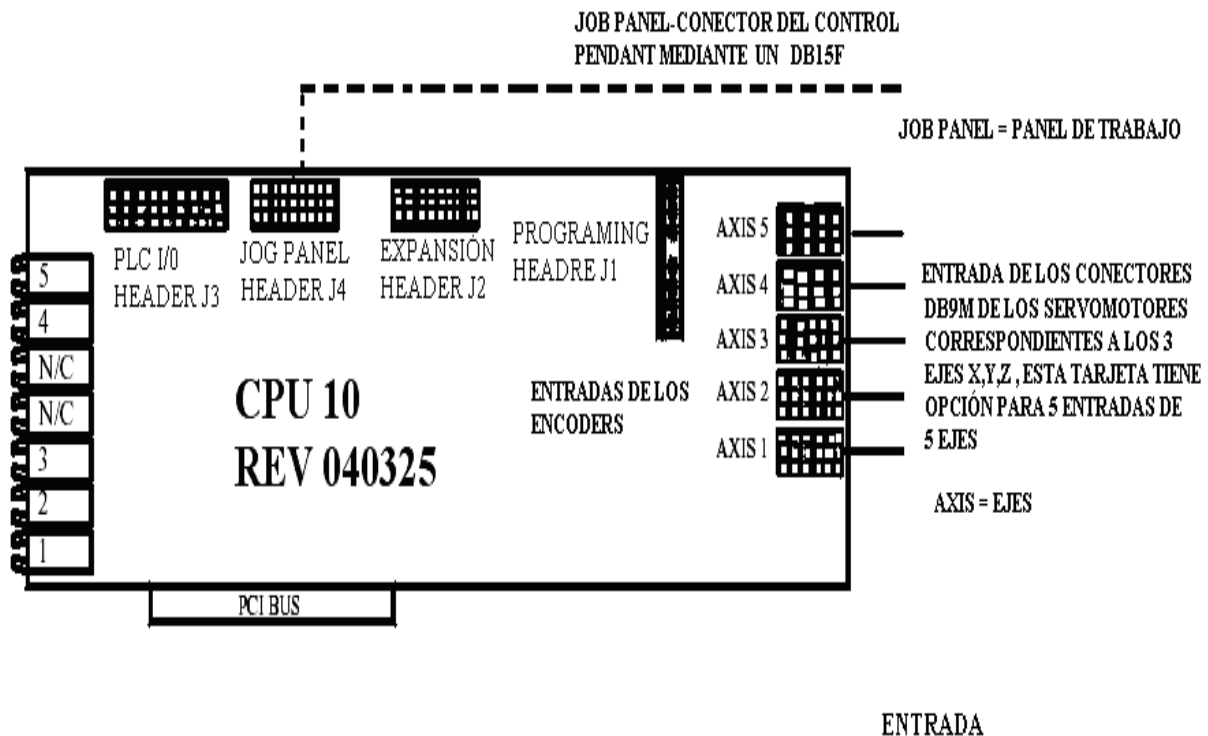 JOB PANEL-CONECTOR DEL CONTROL
PENDANT MEDIANTE UN DB15F
JOB PANEL = PANEL DE TRABAJO
PLC I/0
HEADER J3
JOG PANEL
HEADER J4
EXPANSIÓN
HEADER J2
PROGRAMING
HEADRE J1
AXIS 5
AXIS 4
AXIS 3
AXIS 2
AXIS 1
5
4
N/C
N/C
3
2
1
CPU 10
REV 040325
ENTRADAS DE LOS
ENCODERS
ENTRADA DE LOS CONECTORES
DB9M DE LOS SERVOMOTORES
CORRESPONDIENTES A LOS 3
EJES X,Y,Z , ESTA TARJETA TIENE
OPCIÓN PARA 5 ENTRADAS DE
5 EJES
AXIS = EJES
PCI BUS
ENTRADA